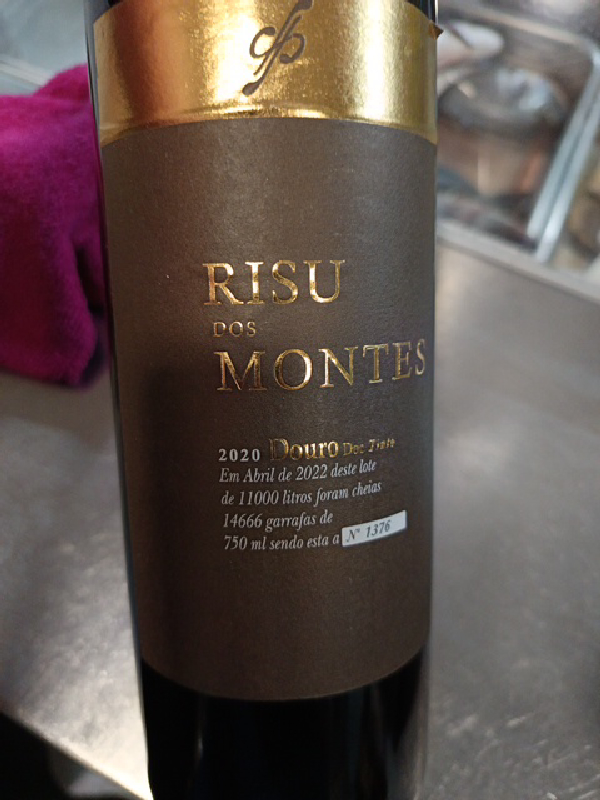 RISU
DOS
MONTES
2020 Douro Doc Tinto
Em Abril de 2022 deste lote
de 11000 litros foram cheias
14666 garrafas de
750 ml sendo esta a Nº 1376